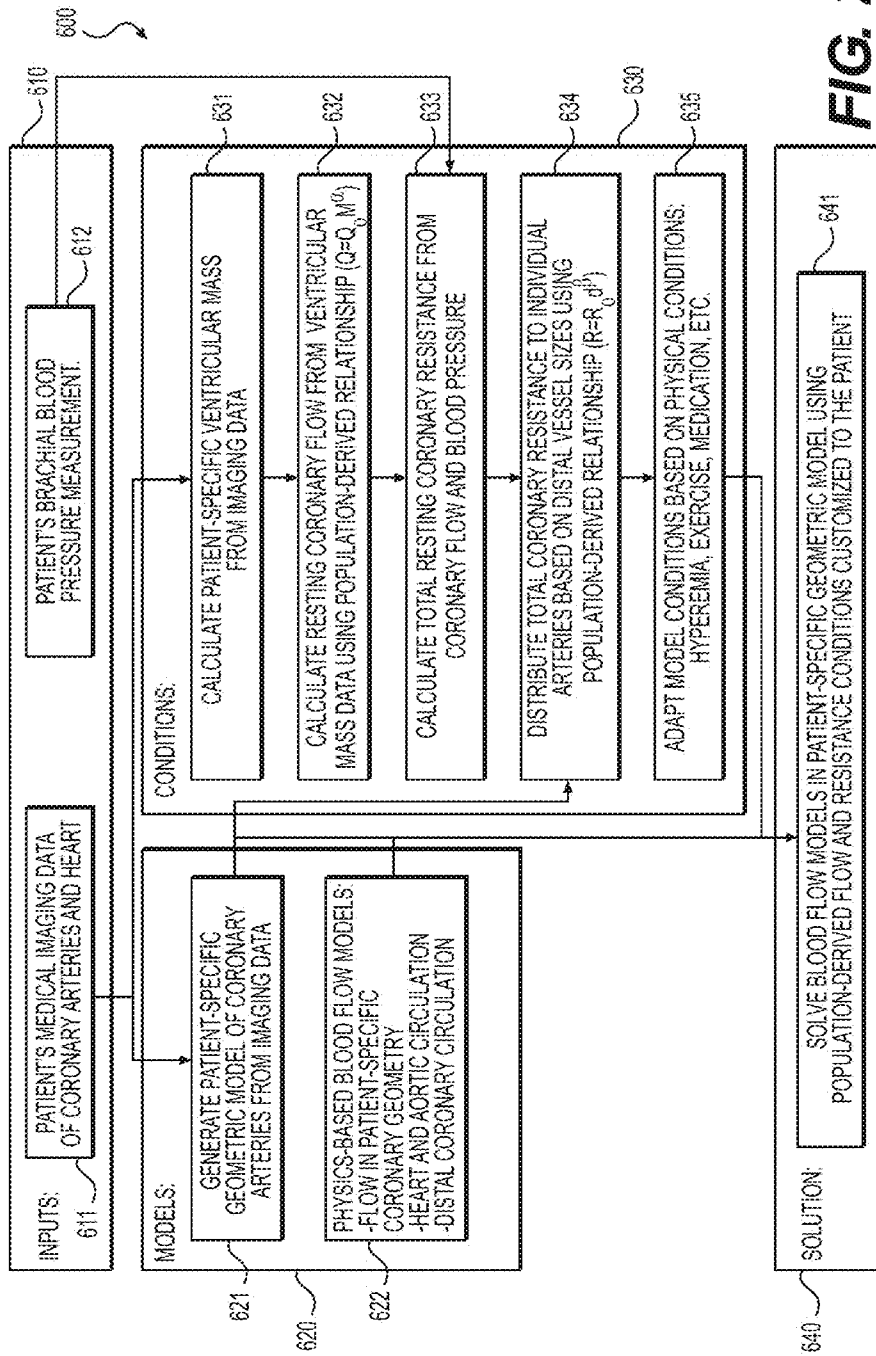 600
610
INPUTS:
PATIENT'S MEDICAL IMAGING DATA
OF CORONARY ARTERIES AND HEART
611
PATIENT'S BRACHIAL BLOOD
PRESSURE MEASUREMENT.
612
MODELS:
GENERATE PATIENT-SPECIFIC
GEOMETRIC MODEL OF CORONARY
ARTERIES FROM IMAGING DATA
621
PHYSICS-BASED BLOOD FLOW MODELS:
-FLOW IN PATIENT-SPECIFIC
CORONARY GEOMETRY
-HEART AND AORTIC CIRCULATION
-DISTAL CORONARY CIRCULATION
622
620
CONDITIONS:
CALCULATE PATIENT-SPECIFIC VENTRICULAR MASS
FROM IMAGING DATA
631
CALCULATE RESTING CORONARY FLOW FROM VENTRICULAR
MASS DATA USING POPULATION-DERIVED RELATIONSHIP (Q=Q₀Mᵅ)
632
CALCULATE TOTAL RESTING CORONARY RESISTANCE FROM
CORONARY FLOW AND BLOOD PRESSURE
633
DISTRIBUTE TOTAL CORONARY RESISTANCE TO INDIVIDUAL
ARTERIES BASED ON DISTAL VESSEL SIZES USING
POPULATION-DERIVED RELATIONSHIP (R=R₀dᵝ)
634
ADAPT MODEL CONDITIONS BASED ON PHYSICAL CONDITIONS:
HYPEREMIA, EXERCISE, MEDICATION, ETC.
635
630
SOLUTION:
SOLVE BLOOD FLOW MODELS IN PATIENT-SPECIFIC GEOMETRIC MODEL USING
POPULATION-DERIVED FLOW AND RESISTANCE CONDITIONS CUSTOMIZED TO THE PATIENT
641
640
FIG.